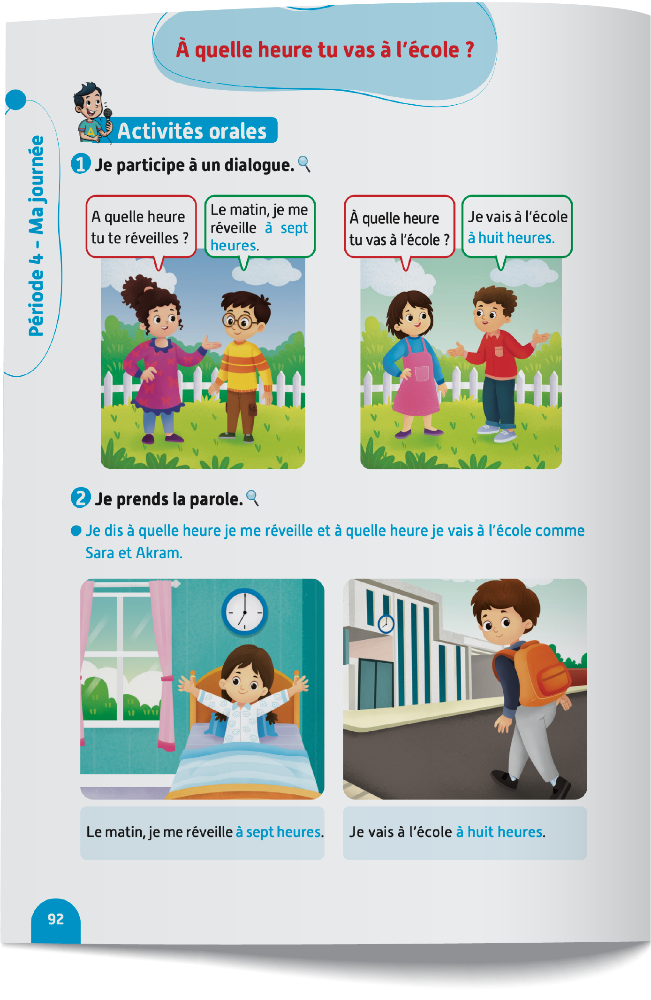 À quelle heure tu vas à l'école ?
Période 4 - Ma journée
Activités orales
1 Je participe à un dialogue.
A quelle heure
tu te réveilles ?
Le matin, je me
réveille à sept
heures.
À quelle heure
tu vas à l'école ?
Je vais à l'école
à huit heures.
2 Je prends la parole.
Je dis à quelle heure je me réveille et à quelle heure je vais à l'école comme
Sara et Akram.
Le matin, je me réveille à sept heures.
Je vais à l'école à huit heures.
92